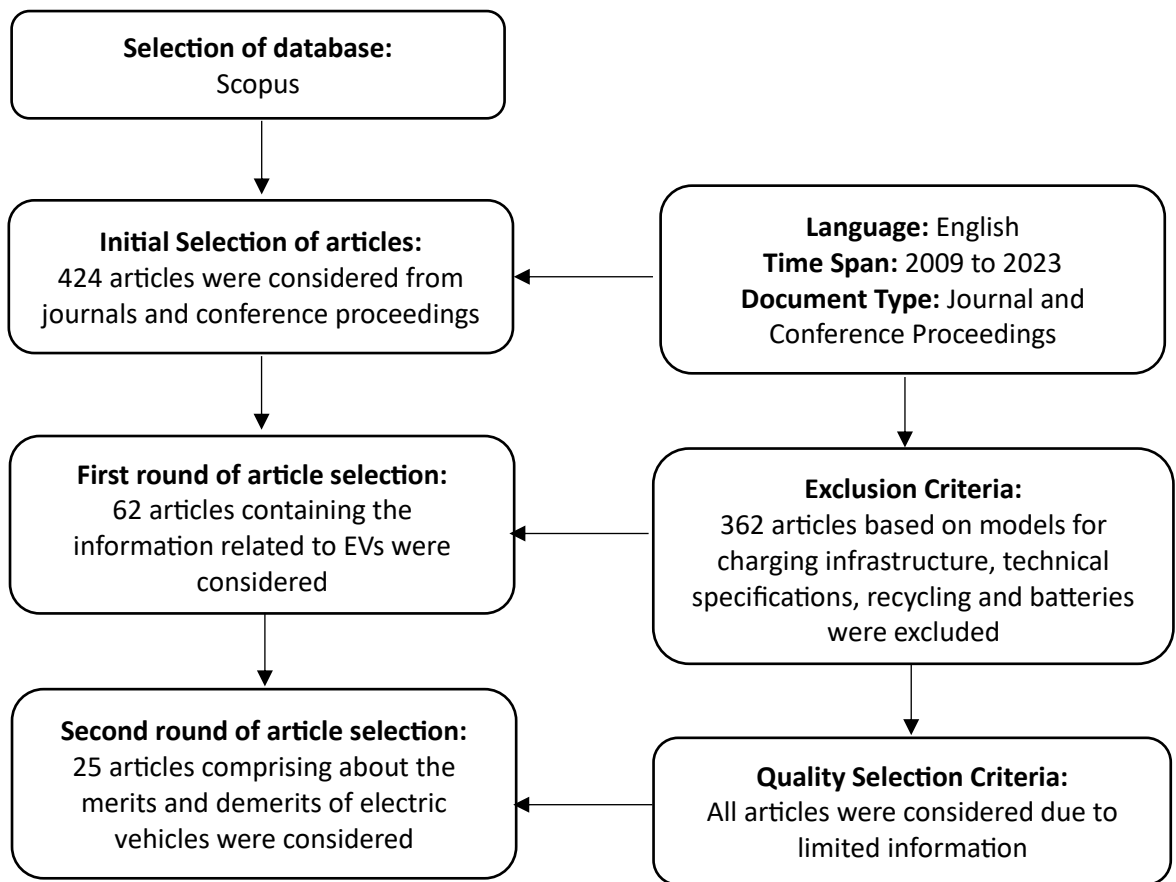 Selection of database:
Scopus
Initial Selection of articles:
424 articles were considered from
journals and conference proceedings
Language: English
Time Span: 2009 to 2023
Document Type: Journal and
Conference Proceedings
First round of article selection:
62 articles containing the
information related to EVs were
considered
Exclusion Criteria:
362 articles based on models for
charging infrastructure, technical
specifications, recycling and batteries
were excluded
Second round of article selection:
25 articles comprising about the
merits and demerits of electric
vehicles were considered
Quality Selection Criteria:
All articles were considered due to
limited information